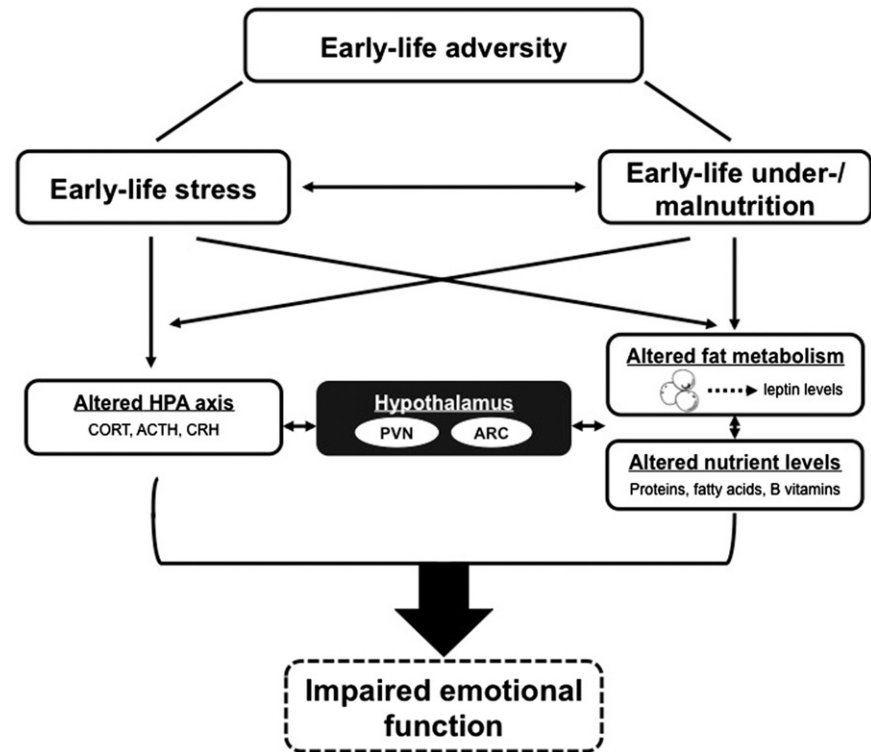 Early-life adversity
Early-life stress
Early-life under-/
malnutrition
Altered fat metabolism
leptin levels
Altered HPA axis
CORT, ACTH, CRH
Hypothalamus
PVN
ARC
Altered nutrient levels
Proteins, fatty acids, B vitamins
Impaired emotional
function